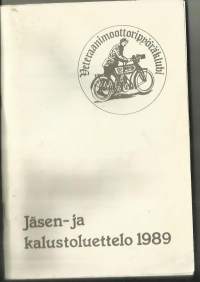 Veteraanimoottoripyöräklubi
Jäsen- ja
kalustoluettelo 1989